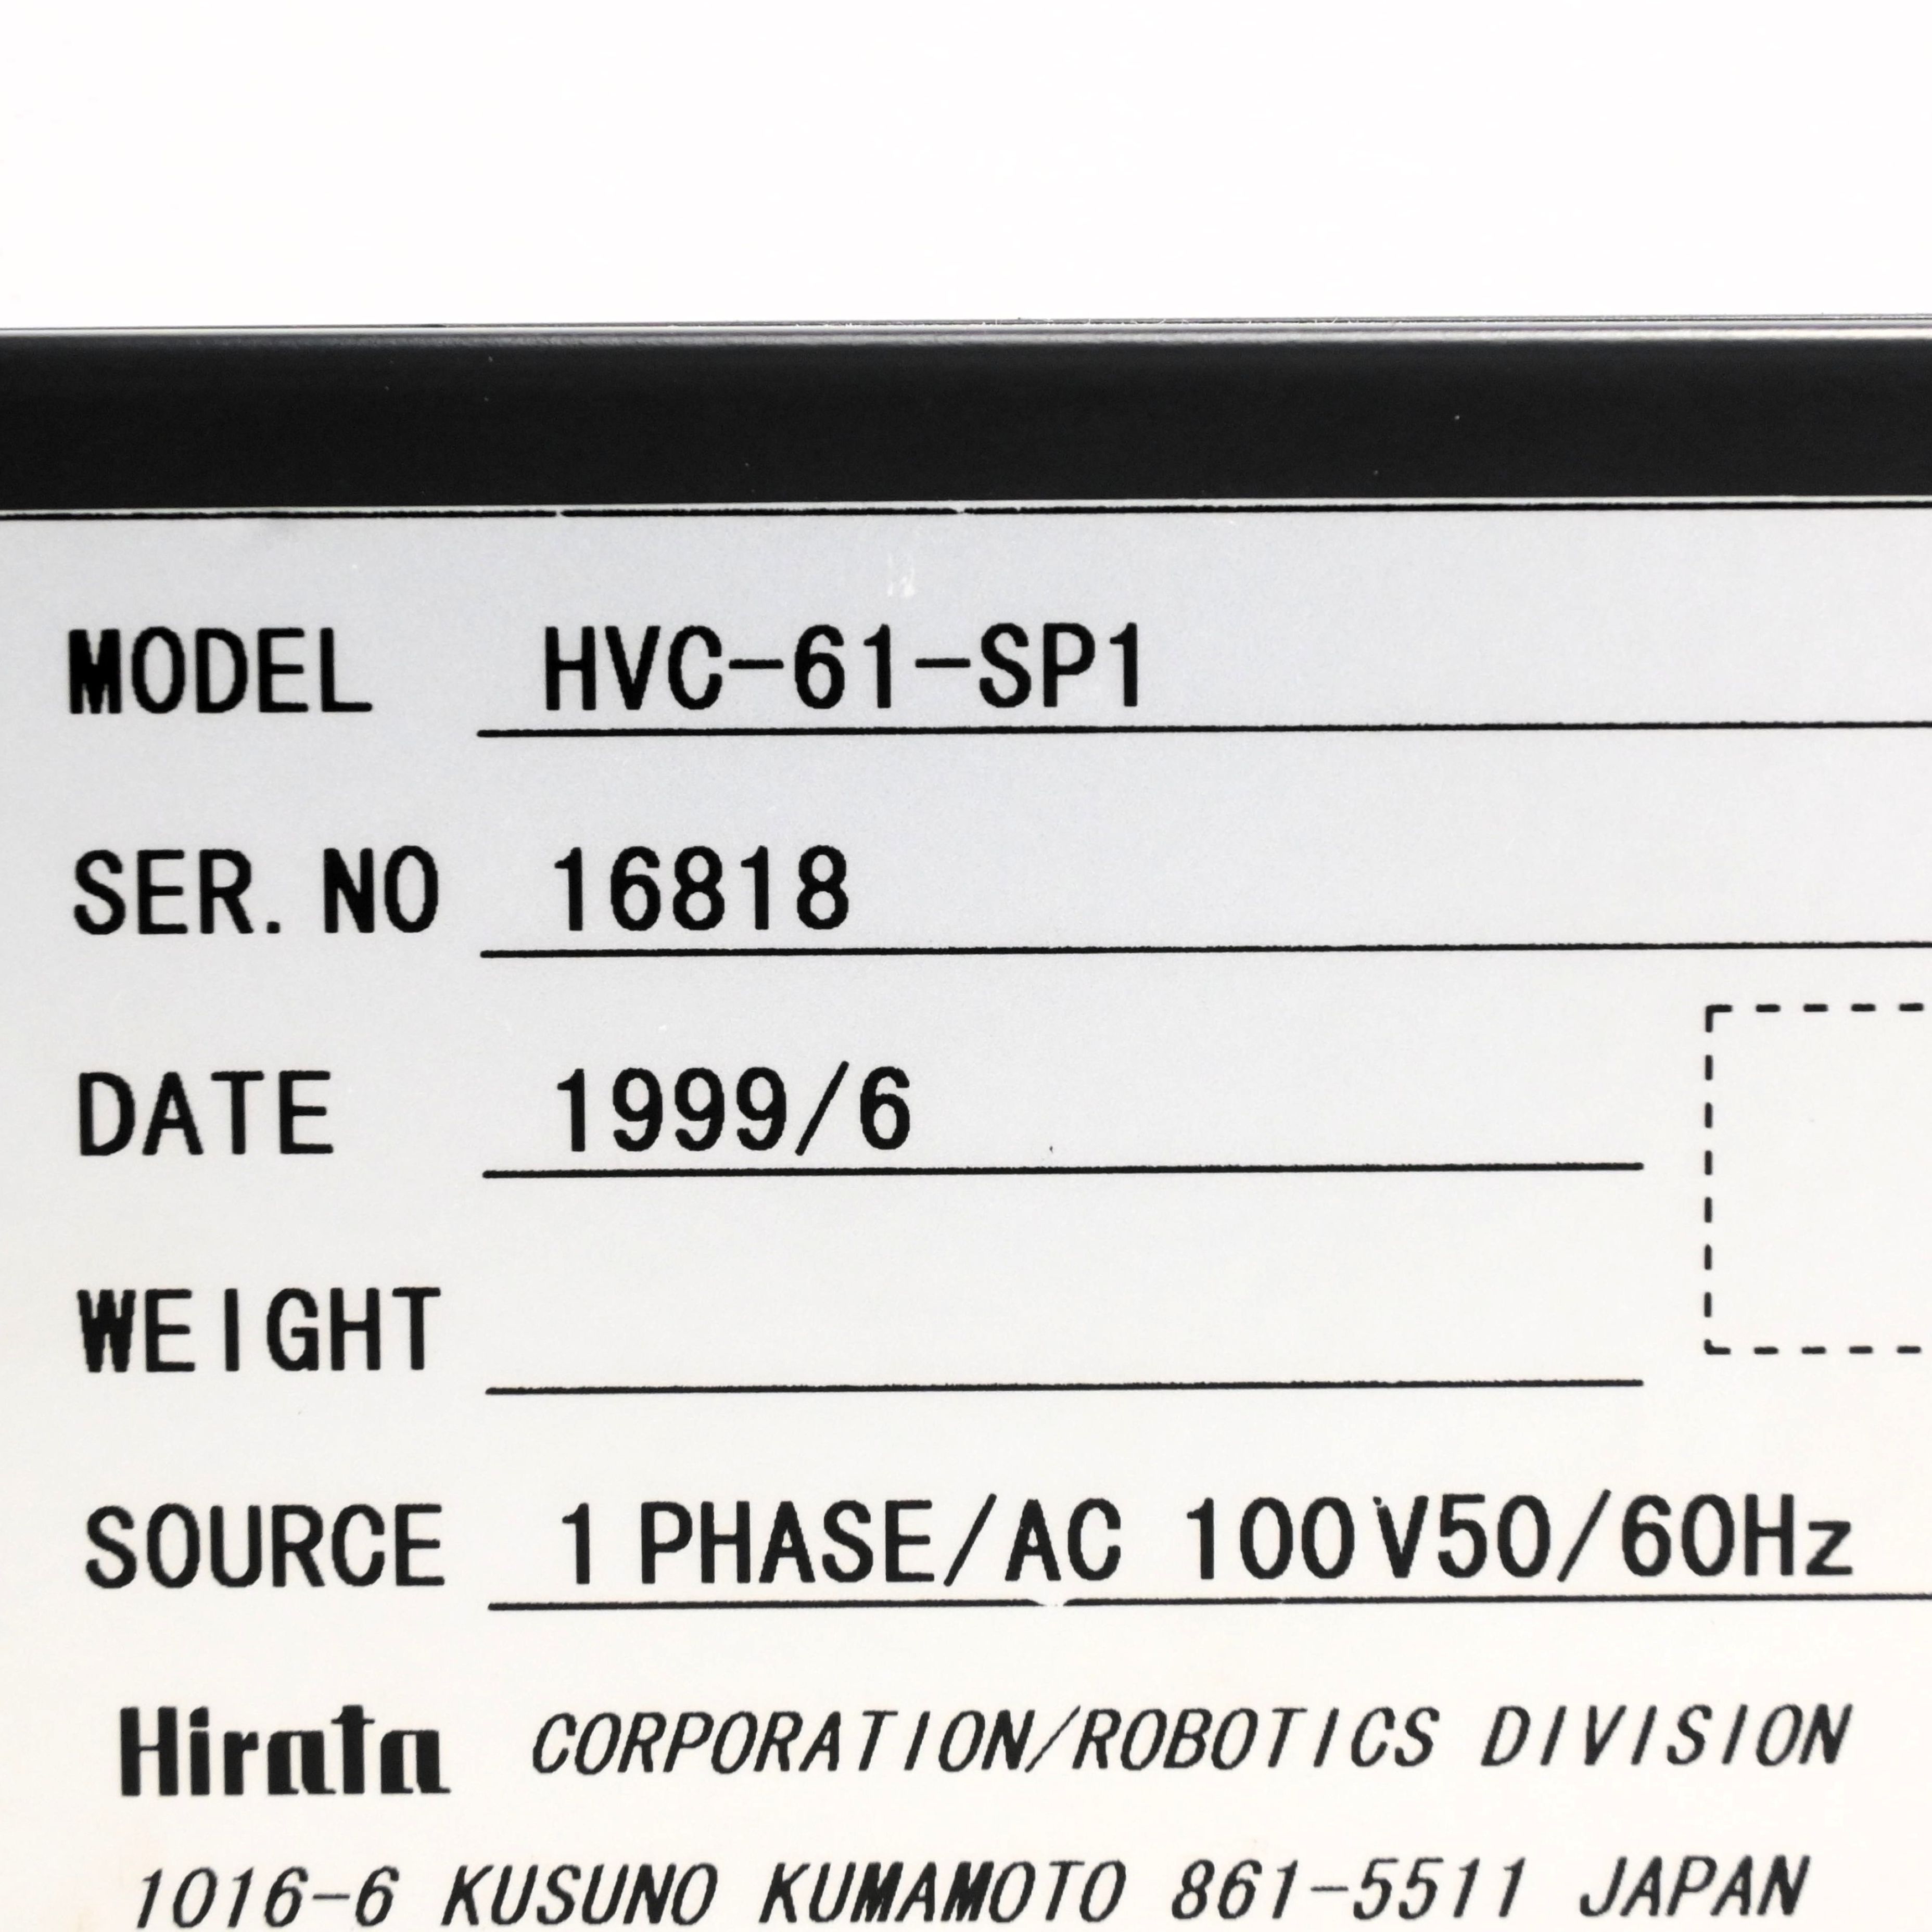 MODEL HVC-61-SP1
SER. NO 16818
DATE 1999/6
WEIGHT
SOURCE 1 PHASE/AC 100V50/60Hz
Hirata CORPORATION/ROBOTICS DIVISION
1016-6 KUSUNO KUMAMOTO 861-5511 JAPAN